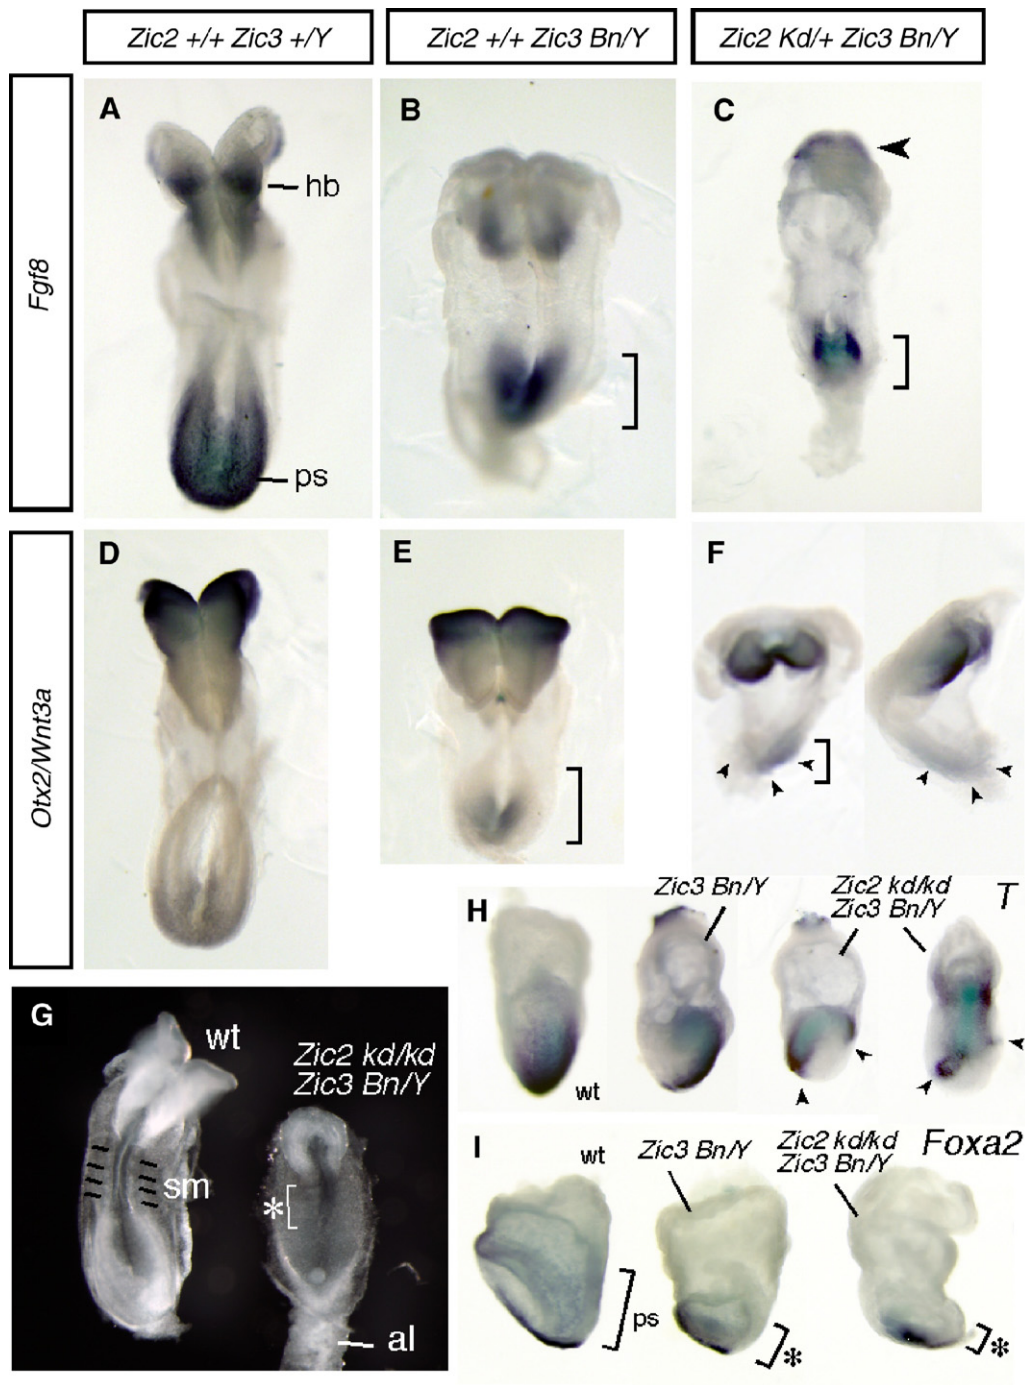 Zic2 +/+ Zic3 +/Y
Zic2 +/+ Zic3 Bn/Y
Zic2 Kd/+ Zic3 Bn/Y
Fgf8
A
hb
ps
B
C
Otx2/Wnt3a
D
E
F
G
wt
Zic2 kd/kd
Zic3 Bn/Y
sm
*
al
H
wt
Zic3 Bn/Y
Zic2 kd/kd
Zic3 Bn/Y
T
I
wt
ps
Zic3 Bn/Y
*
Zic2 kd/kd
Zic3 Bn/Y
*
Foxa2